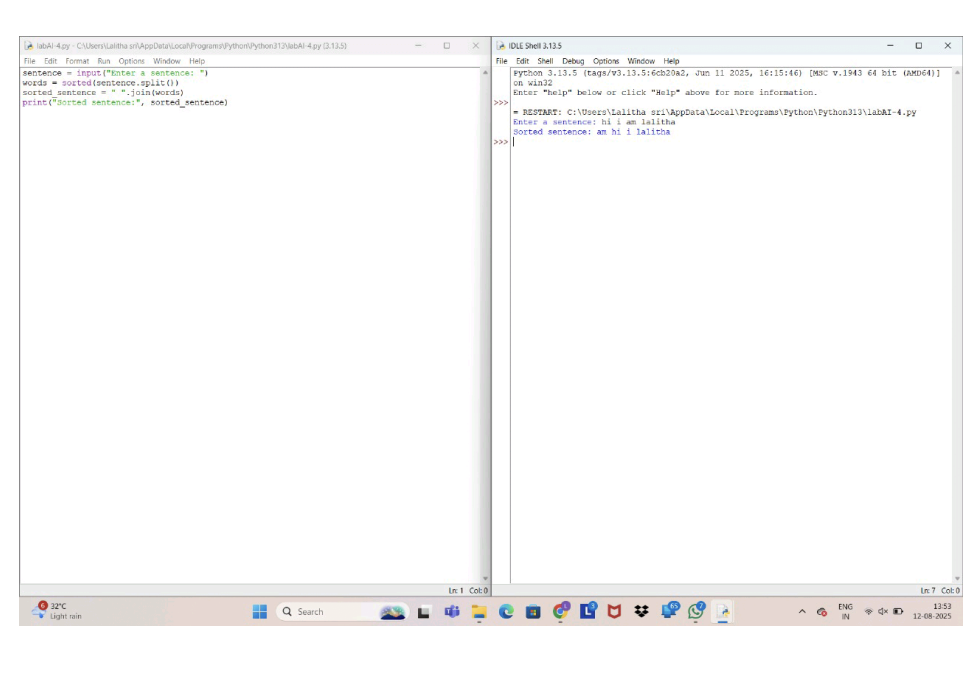 labAI-4.py - C:\Users\Lalitha sri\AppData\Local\Programs\Python\Python313\labAI-4.py (3.13.5)
File Edit Format Run Options Window Help
sentence = input("Enter a sentence: ")
words = sorted(sentence.split())
sorted_sentence = " ".join(words)
print("Sorted sentence:", sorted_sentence)
Ln: 1 Col: 0
IDLE Shell 3.13.5
File Edit Shell Debug Options Window Help
Python 3.13.5 (tags/v3.13.5:6cb20a2, Jun 11 2025, 16:15:46) [MSC v.1943 64 bit (AMD64)]
on win32
Enter "help" below or click "Help" above for more information.
>>>
= RESTART: C:\Users\Lalitha sri\AppData\Local\Programs\Python\Python313\labAI-4.py
Enter a sentence: hi i am lalitha
Sorted sentence: am hi i lalitha
>>>
Ln: 7 Col: 0
32°C
Light rain
Search
ENG
IN
13:53
12-08-2025